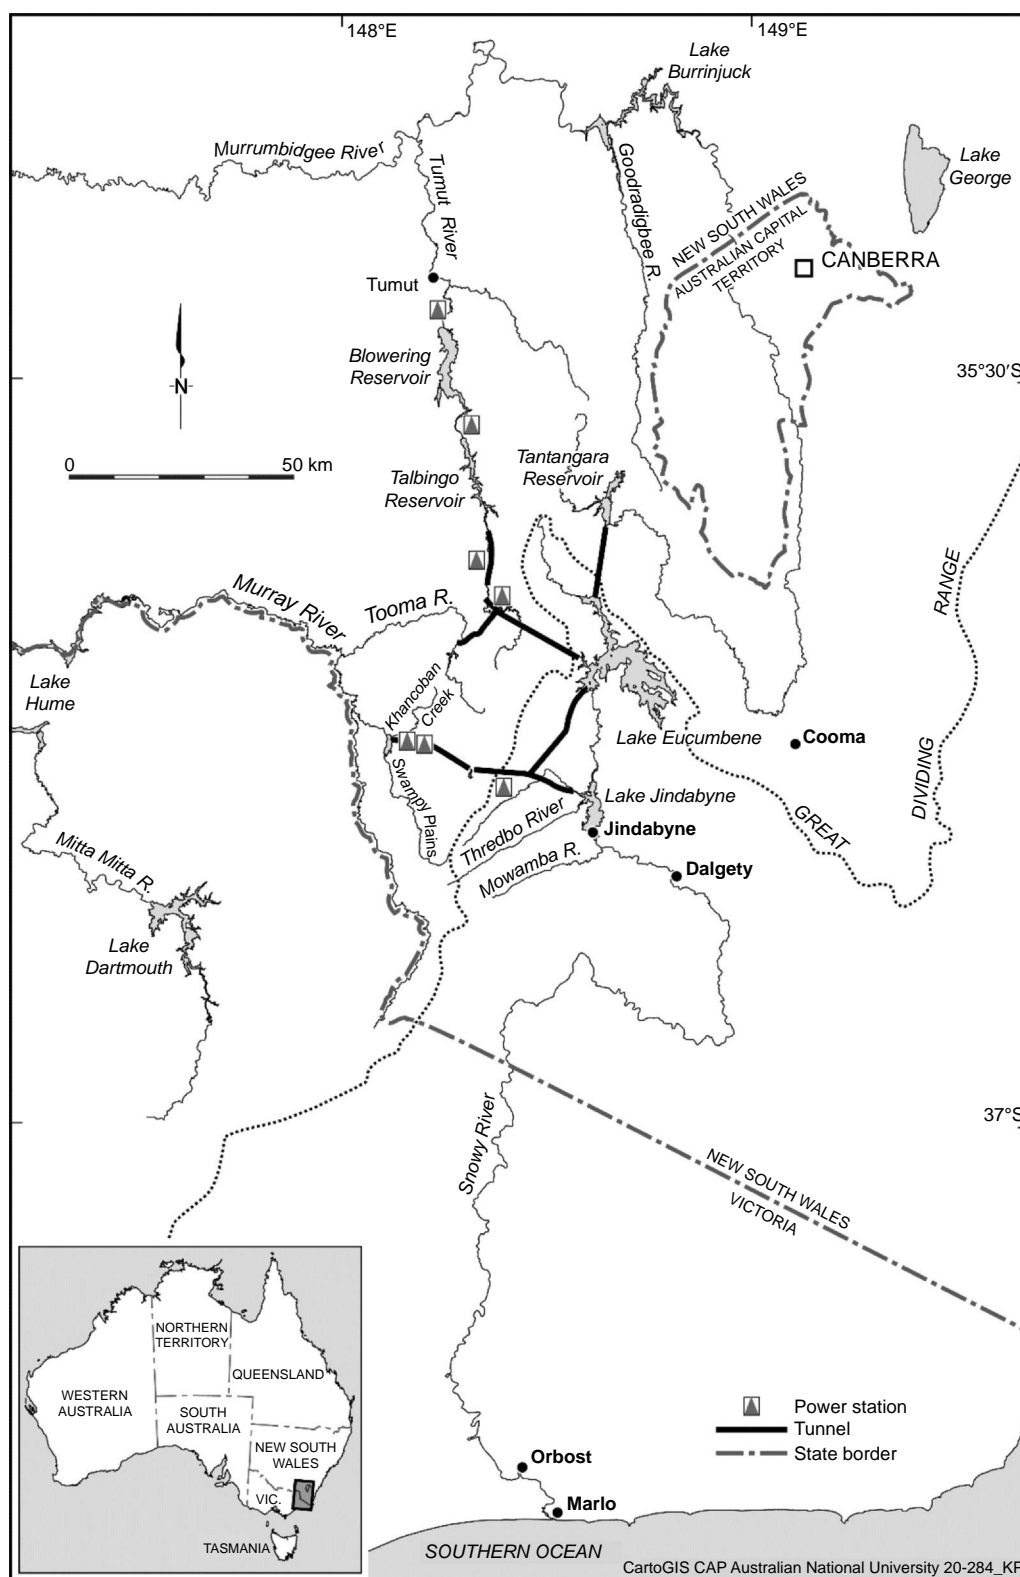 148°E
149°E
Lake
Burrinjuck
Murrumbidgee River
Tumut River
Goodradigbee R.
Lake
George
NEW SOUTH WALES
AUSTRALIAN CAPITAL
TERRITORY
CANBERRA
Tumut
Blowering
Reservoir
35°30'S
N
0
50 km
Talbingo
Reservoir
Tantangara
Reservoir
Murray River
Tooma R.
RANGE
Lake
Hume
Khancoban
Creek
Lake Eucumbene
Cooma
Swampy Plains
Lake Jindabyne
DIVIDING
GREAT
Thredbo River
Jindabyne
Mowamba R.
Dalgety
Mitta Mitta R.
Lake
Dartmouth
Snowy River
37°S
NEW SOUTH WALES
VICTORIA
NORTHERN
TERRITORY
QUEENSLAND
WESTERN
AUSTRALIA
SOUTH
AUSTRALIA
NEW SOUTH
WALES
VIC.
TASMANIA
Power station
Tunnel
State border
Orbost
Marlo
SOUTHERN OCEAN
CartoGIS CAP Australian National University 20-284_KP